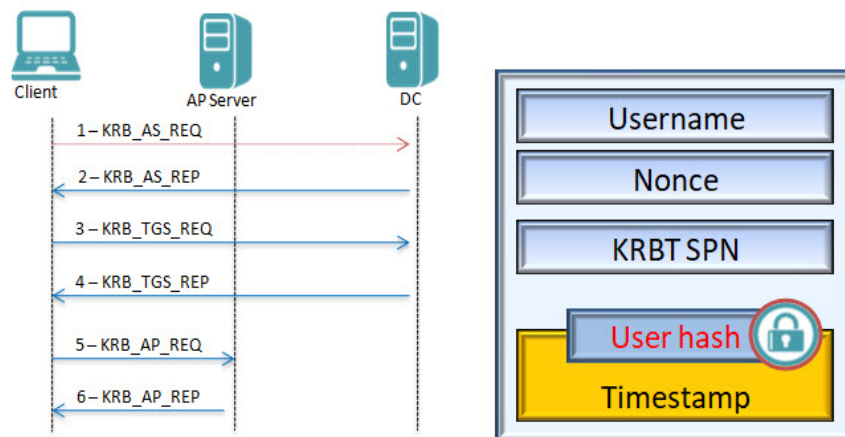 Client
AP Server
DC
1 – KRB_AS_REQ
2 – KRB_AS_REP
3 – KRB_TGS_REQ
4 – KRB_TGS_REP
5 – KRB_AP_REQ
6 – KRB_AP_REP
Username
Nonce
KRBT SPN
User hash
Timestamp